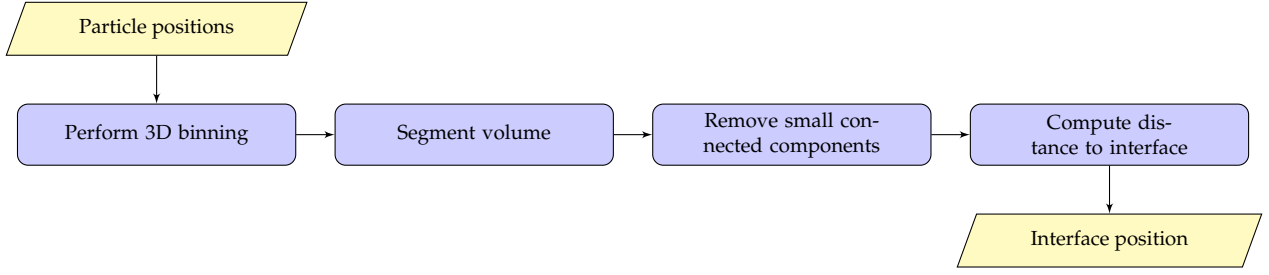 Particle positions
Perform 3D binning
Segment volume
Remove small con-
nected components
Compute dis-
tance to interface
Interface position